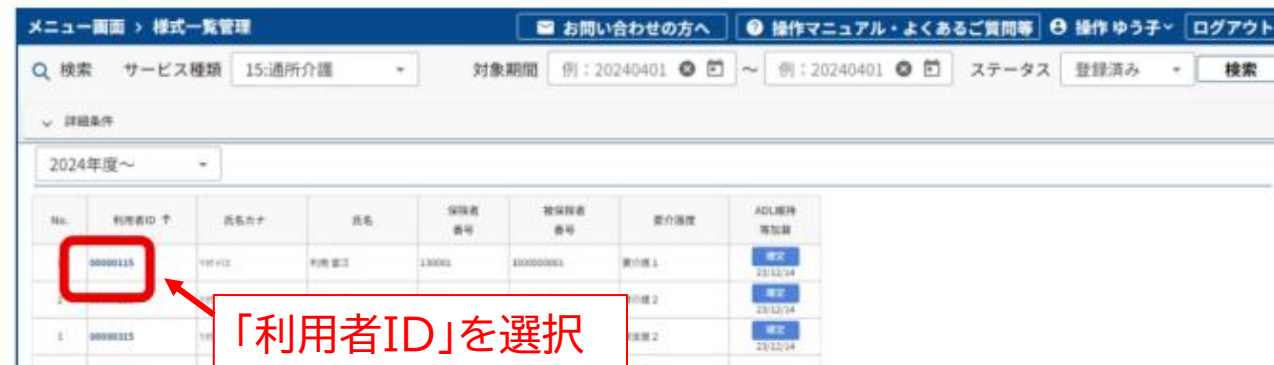 メニュー画面 > 様式一覧管理 お問い合わせの方へ 操作マニュアル・よくあるご質問等 操作 ゆう子 ログアウト
検索 サービス種類 15:通所介護 対象期間 例：20240401 ～ 例：20240401 ステータス 登録済み 検索
詳細条件
2024年度～
No. 利用者ID ↑ 氏名カナ 氏名 保険者番号 被保険者番号 要介護度 ADL維持等加算
00000115 要介護 1 確定
23/12/14
2 要介護 2 確定
23/12/14
00000315 確定
23/12/14
「利用者ID」を選択